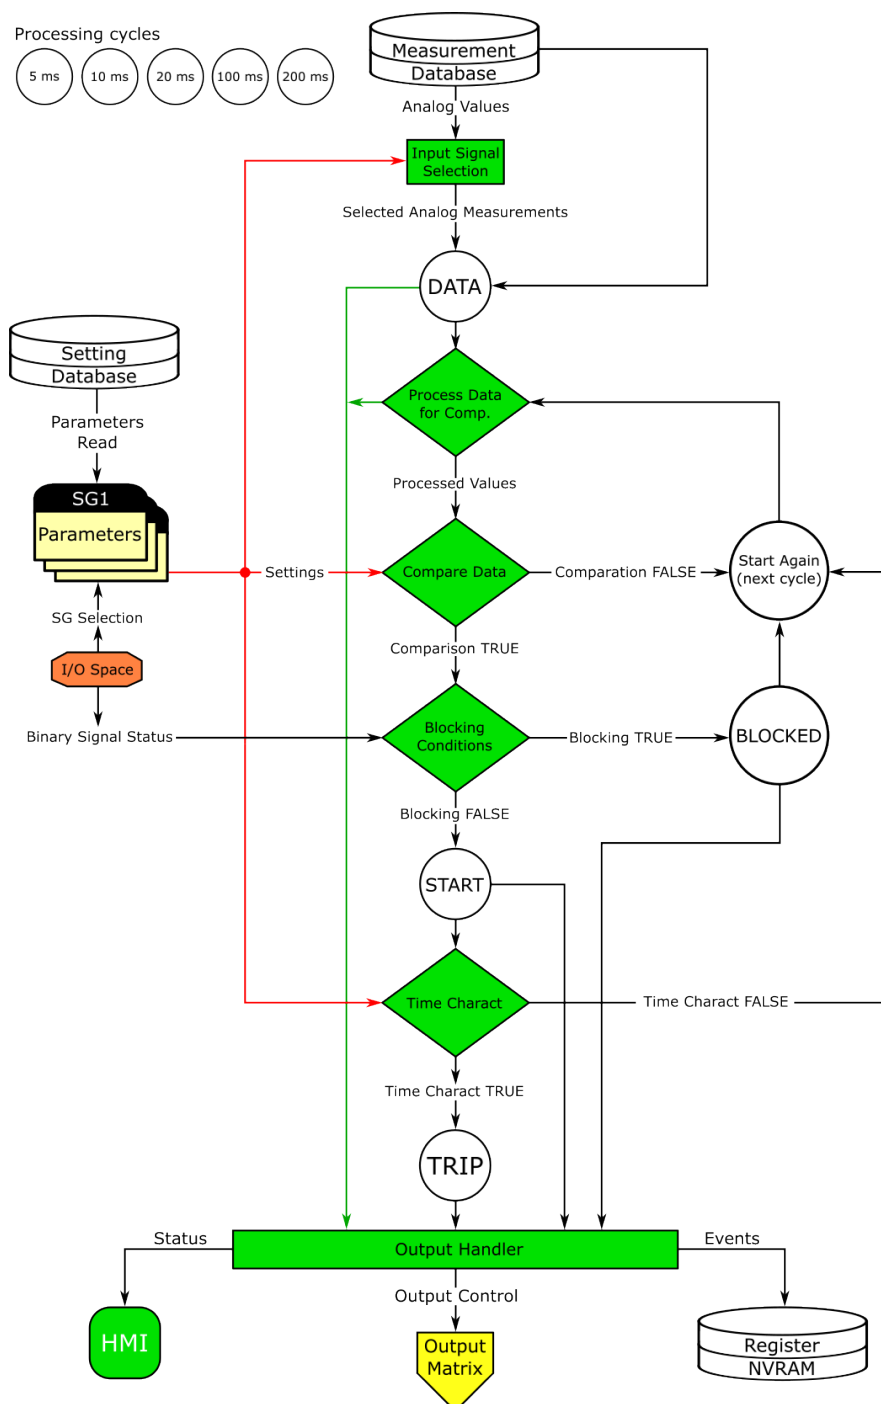 Processing cycles
5 ms
10 ms
20 ms
100 ms
200 ms
Measurement
Database
Analog Values
Input Signal
Selection
Selected Analog Measurements
DATA
Setting
Database
Parameters
Read
Process Data
for Comp.
Processed Values
SG1
Parameters
Settings
Compare Data
Comparation FALSE
Start Again
(next cycle)
SG Selection
Comparison TRUE
I/O Space
Binary Signal Status
Blocking
Conditions
Blocking TRUE
BLOCKED
Blocking FALSE
START
Time Charact
Time Charact FALSE
Time Charact TRUE
TRIP
Status
Output Handler
Events
Output Control
HMI
Output
Matrix
Register
NVRAM